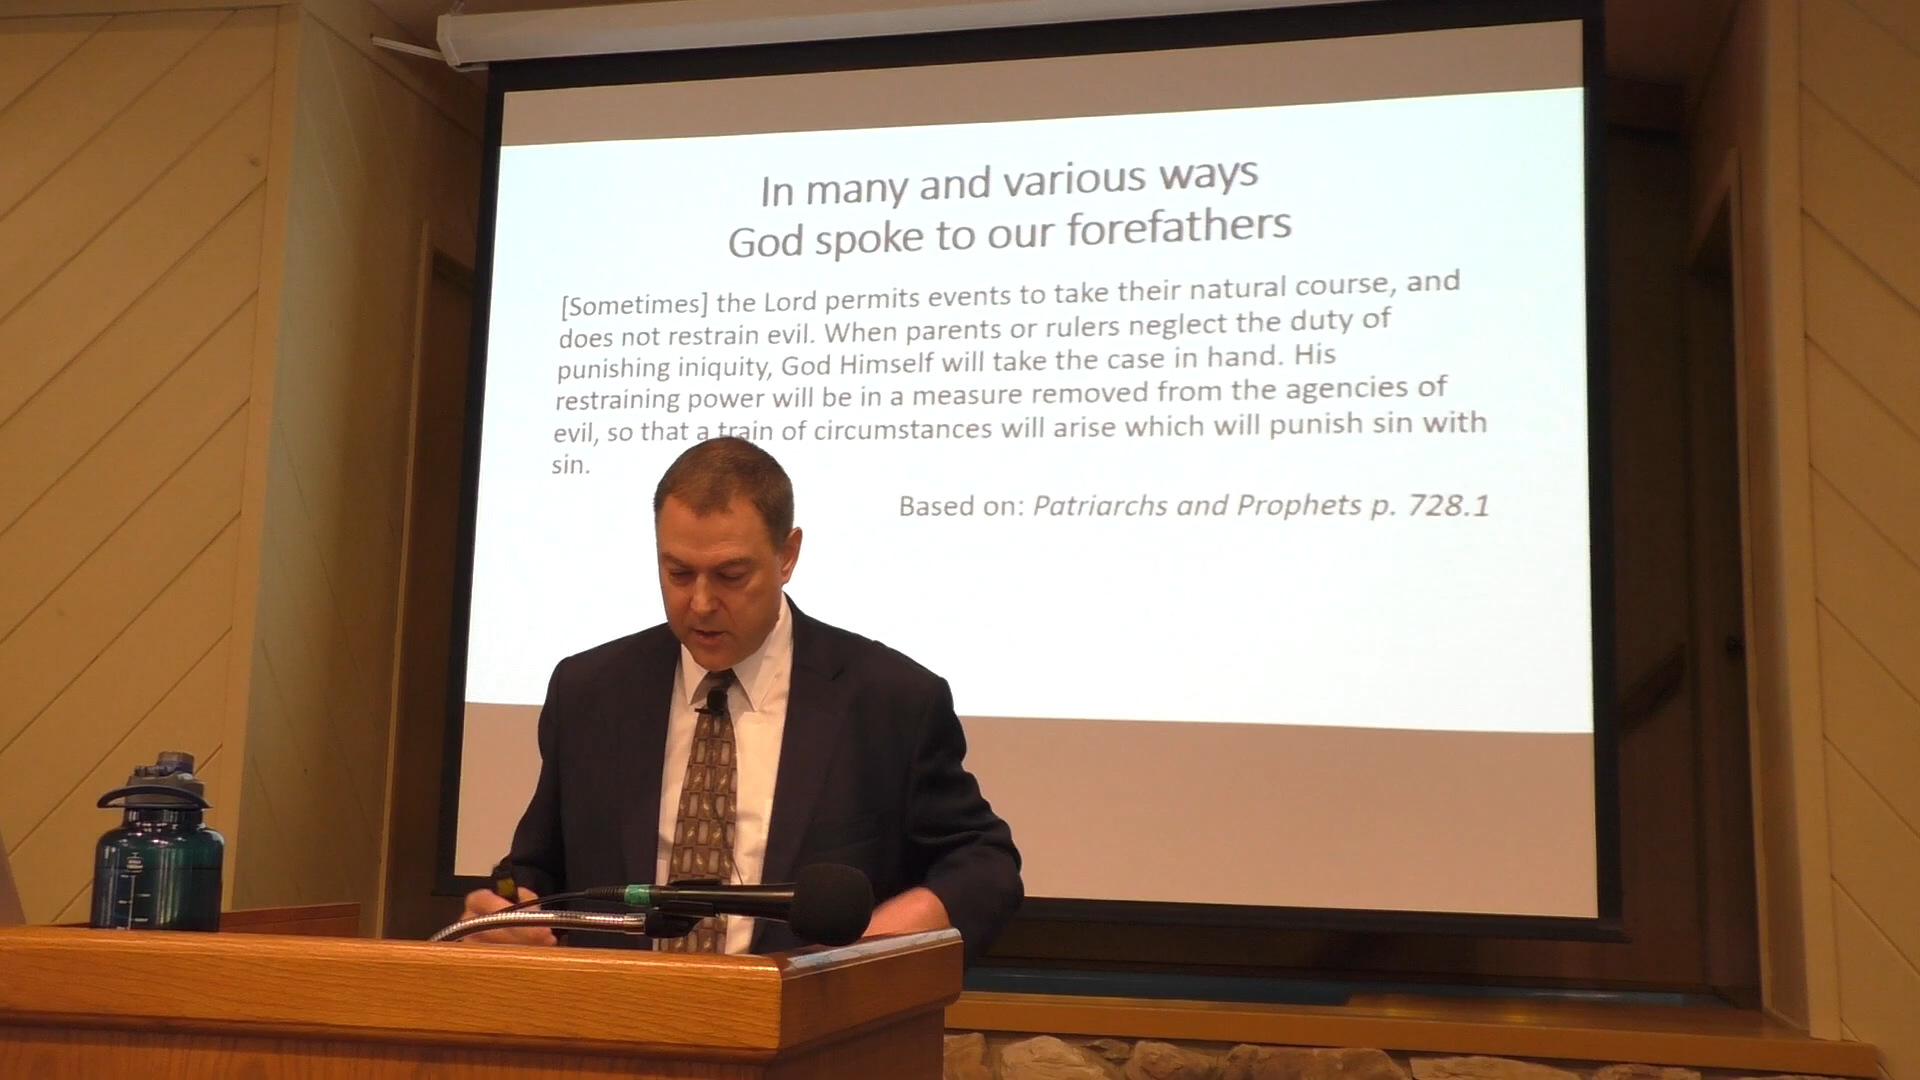 In many and various ways
God spoke to our forefathers
[Sometimes] the Lord permits events to take their natural course, and
does not restrain evil. When parents or rulers neglect the duty of
punishing iniquity, God Himself will take the case in hand. His
restraining power will be in a measure removed from the agencies of
evil, so that a train of circumstances will arise which will punish sin with
sin.
Based on: Patriarchs and Prophets p. 728.1